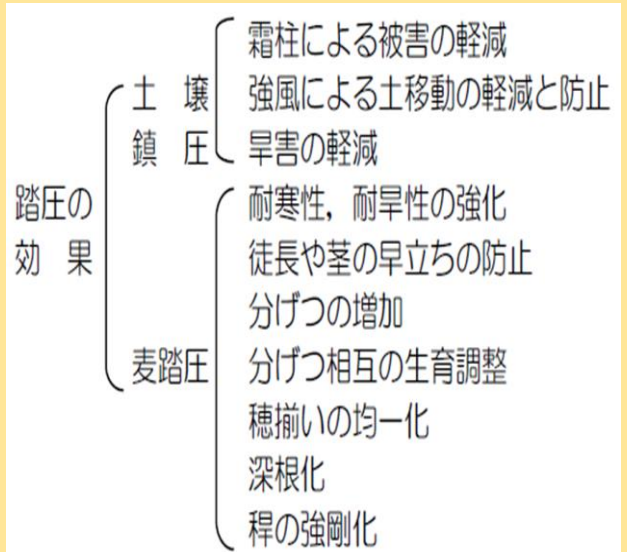 踏圧の
効　果
土　壌
鎮　圧
霜柱による被害の軽減
強風による土移動の軽減と防止
旱害の軽減
麦踏圧
耐寒性，耐旱性の強化
徒長や茎の早立ちの防止
分げつの増加
分げつ相互の生育調整
穂揃いの均一化
深根化
稈の強剛化